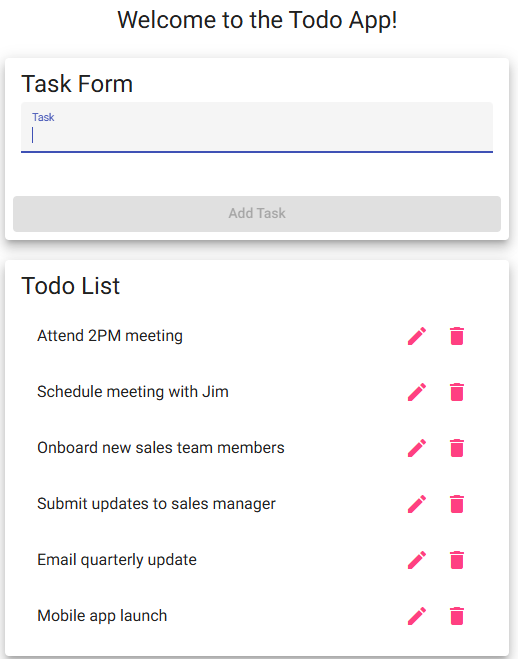 Welcome to the Todo App!
Task Form
Task
Add Task
Todo List
Attend 2PM meeting
Schedule meeting with Jim
Onboard new sales team members
Submit updates to sales manager
Email quarterly update
Mobile app launch